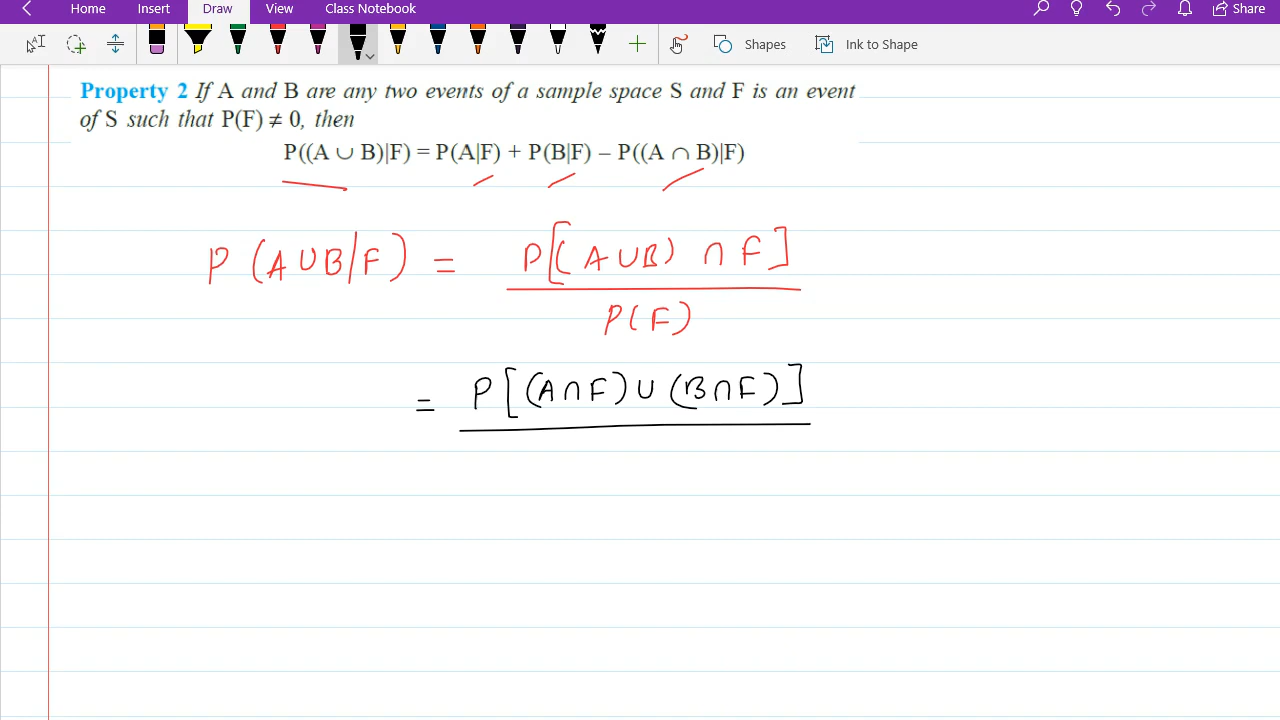 Home Insert Draw View Class Notebook Share
Shapes Ink to Shape
Property 2 If A and B are any two events of a sample space S and F is an event
of S such that P(F) ≠ 0, then
P((A ∪ B)|F) = P(A|F) + P(B|F) – P((A ∩ B)|F)
P (A∪B/F) = P[(A∪B) ∩ F]
P(F)
= P[(A∩F)∪(B∩F)]